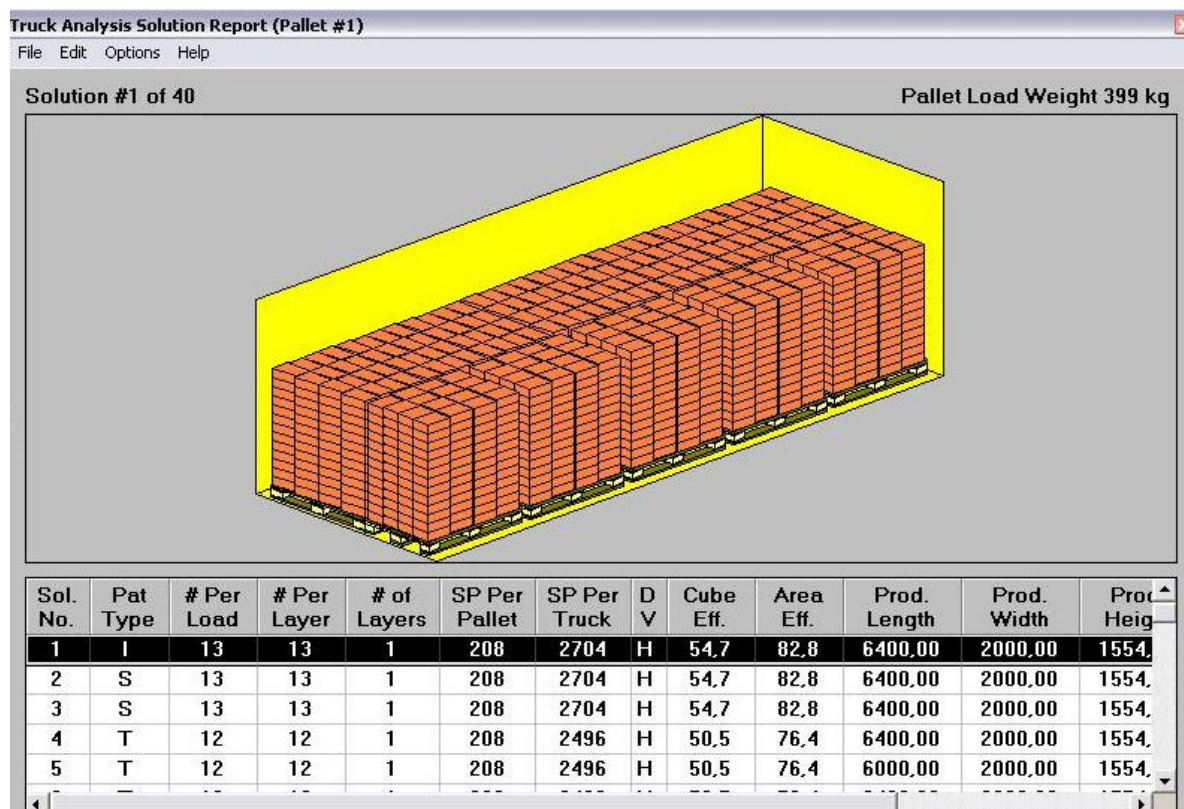 Truck Analysis Solution Report (Pallet #1)
File Edit Options Help
Solution #1 of 40 Pallet Load Weight 399 kg
Sol. Pat # Per # Per # of SP Per SP Per D Cube Area Prod. Prod.
No. Type Load Layer Layers Pallet Truck V Eff. Eff. Length Width
1 I 13 13 1 208 2704 H 54,7 82,8 6400,00 2000,00 1554,
2 S 13 13 1 208 2704 H 54,7 82,8 6400,00 2000,00 1554,
3 S 13 13 1 208 2704 H 54,7 82,8 6400,00 2000,00 1554,
4 T 12 12 1 208 2496 H 50,5 76,4 6400,00 2000,00 1554,
5 T 12 12 1 208 2496 H 50,5 76,4 6000,00 2000,00 1554,